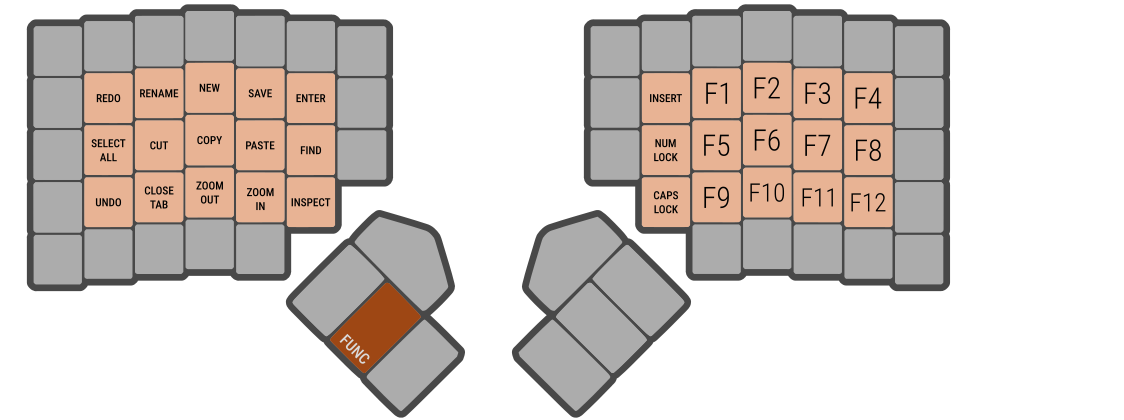 REDO
RENAME
NEW
SAVE
ENTER
SELECT
ALL
CUT
COPY
PASTE
FIND
UNDO
CLOSE
TAB
ZOOM
OUT
ZOOM
IN
INSPECT
FUNC
INSERT
F1
F2
F3
F4
NUM
LOCK
F5
F6
F7
F8
CAPS
LOCK
F9
F10
F11
F12